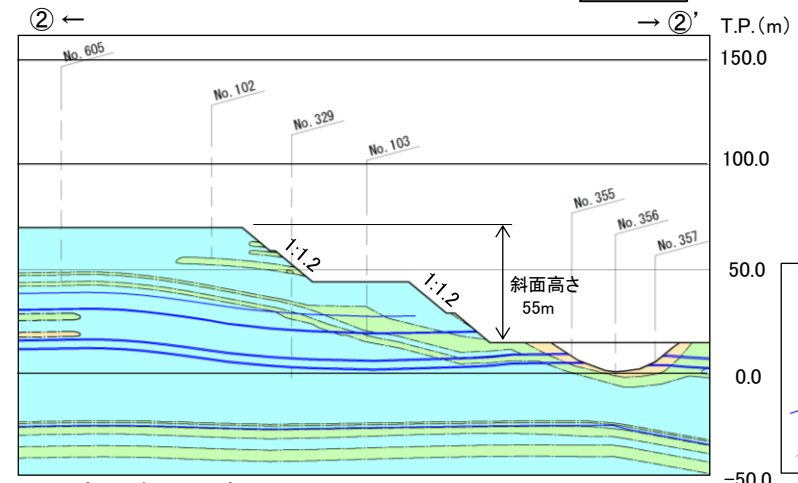 ② ←
→ ②’
T.P.(m)
No. 605
150.0
No. 102
No. 329
No. 103
100.0
No. 355
No. 356
No. 357
1:1.2
1:1.2
斜面高さ
55m
50.0
0.0
-50.0